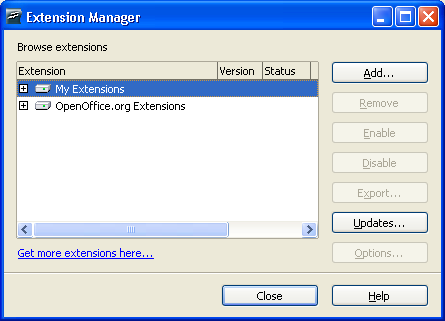 Extension Manager
Browse extensions
Extension Version Status
My Extensions
OpenOffice.org Extensions
Add...
Remove
Enable
Disable
Export...
Updates...
Options...
Get more extensions here...
Close
Help